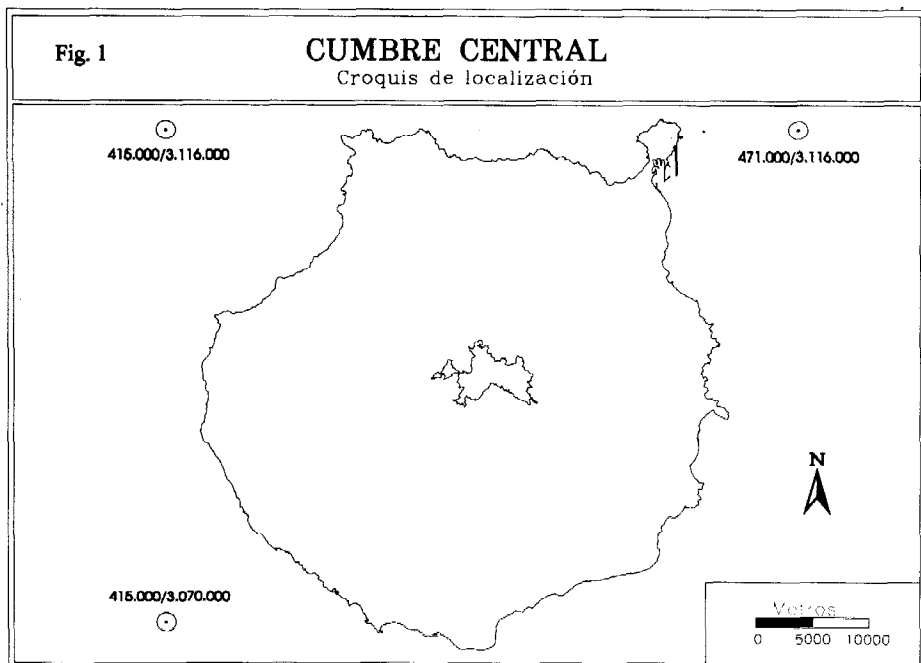 Fig. 1
CUMBRE CENTRAL
Croquis de localización
415.000/3.116.000
471.000/3.116.000
N
415.000/3.070.000
Metros
0 5000 10000